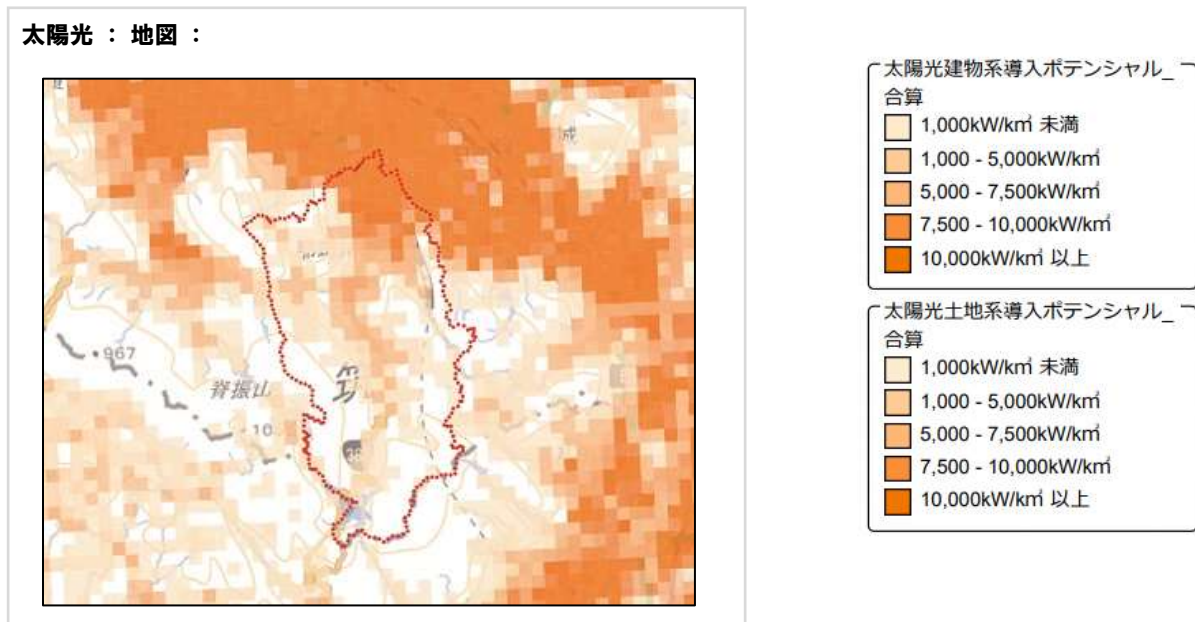 太陽光 : 地図 :
成
967
脊振山
10
太陽光建物系導入ポテンシャル_
合算
1,000kW/k㎡ 未満
1,000 - 5,000kW/k㎡
5,000 - 7,500kW/k㎡
7,500 - 10,000kW/k㎡
10,000kW/k㎡ 以上
太陽光土地系導入ポテンシャル_
合算
1,000kW/k㎡ 未満
1,000 - 5,000kW/k㎡
5,000 - 7,500kW/k㎡
7,500 - 10,000kW/k㎡
10,000kW/k㎡ 以上